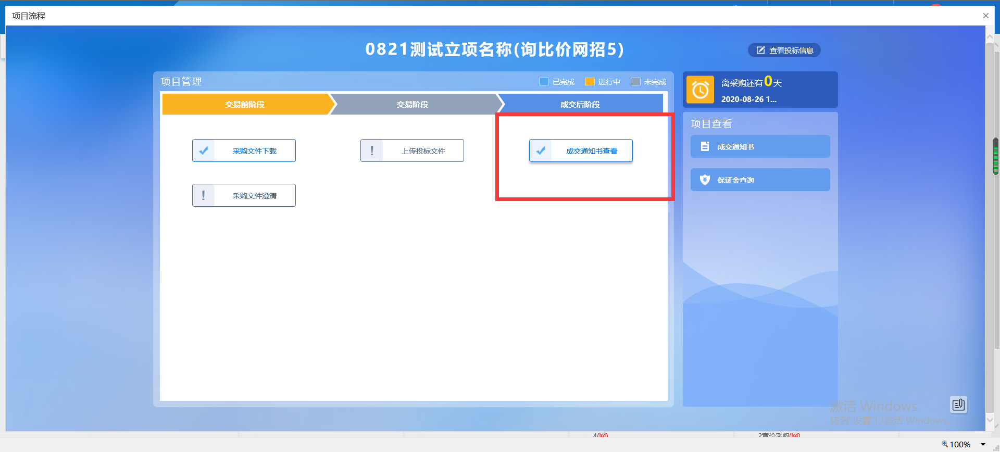 项目流程
0821测试立项名称(询比价网招5)
查看投标信息
项目管理
已完成 进行中 未完成
交易前阶段 交易阶段 成交后阶段
采购文件下载 上传投标文件 成交通知书查看
采购文件澄清
离采购还有0天
2020-08-26 1...
项目查看
成交通知书
保证金查询
激活 Windows
转到"设置"以激活 Windows。
4(网) 2竞价采购(网)
100%